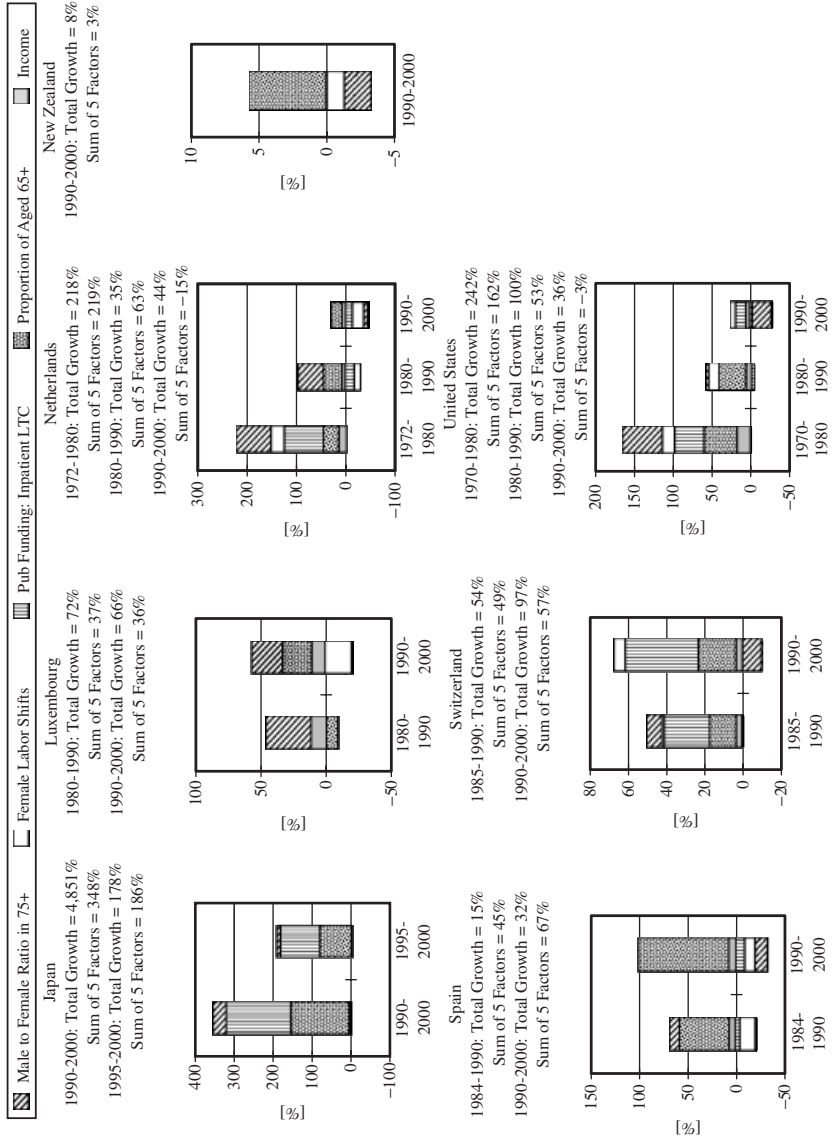 Male to Female Ratio in 75+ Female Labor Shifts Pub Funding: Inpatient LTC Proportion of Aged 65+ Income
Japan
1990-2000: Total Growth = 4,851%
Sum of 5 Factors = 348%
1995-2000: Total Growth = 178%
Sum of 5 Factors = 186%
[%]
400
300
200
100
0
−100
1990-
2000
1995-
2000
Luxembourg
1980-1990: Total Growth = 72%
Sum of 5 Factors = 37%
1990-2000: Total Growth = 66%
Sum of 5 Factors = 36%
[%]
100
50
0
−50
1980-
1990
1990-
2000
Netherlands
1972-1980: Total Growth = 218%
Sum of 5 Factors = 219%
1980-1990: Total Growth = 35%
Sum of 5 Factors = 63%
1990-2000: Total Growth = 44%
Sum of 5 Factors = −15%
[%]
300
200
100
0
−100
1972-
1980
1980-
1990
1990-
2000
New Zealand
1990-2000: Total Growth = 8%
Sum of 5 Factors = 3%
[%]
10
5
0
−5
1990-2000
Spain
1984-1990: Total Growth = 15%
Sum of 5 Factors = 45%
1990-2000: Total Growth = 32%
Sum of 5 Factors = 67%
[%]
150
100
50
0
−50
1984-
1990
1990-
2000
Switzerland
1985-1990: Total Growth = 54%
Sum of 5 Factors = 49%
1990-2000: Total Growth = 97%
Sum of 5 Factors = 57%
[%]
80
60
40
20
0
−20
1985-
1990
1990-
2000
United States
1970-1980: Total Growth = 242%
Sum of 5 Factors = 162%
1980-1990: Total Growth = 100%
Sum of 5 Factors = 53%
1990-2000: Total Growth = 36%
Sum of 5 Factors = −3%
[%]
200
150
100
50
0
−50
1970-
1980
1980-
1990
1990-
2000